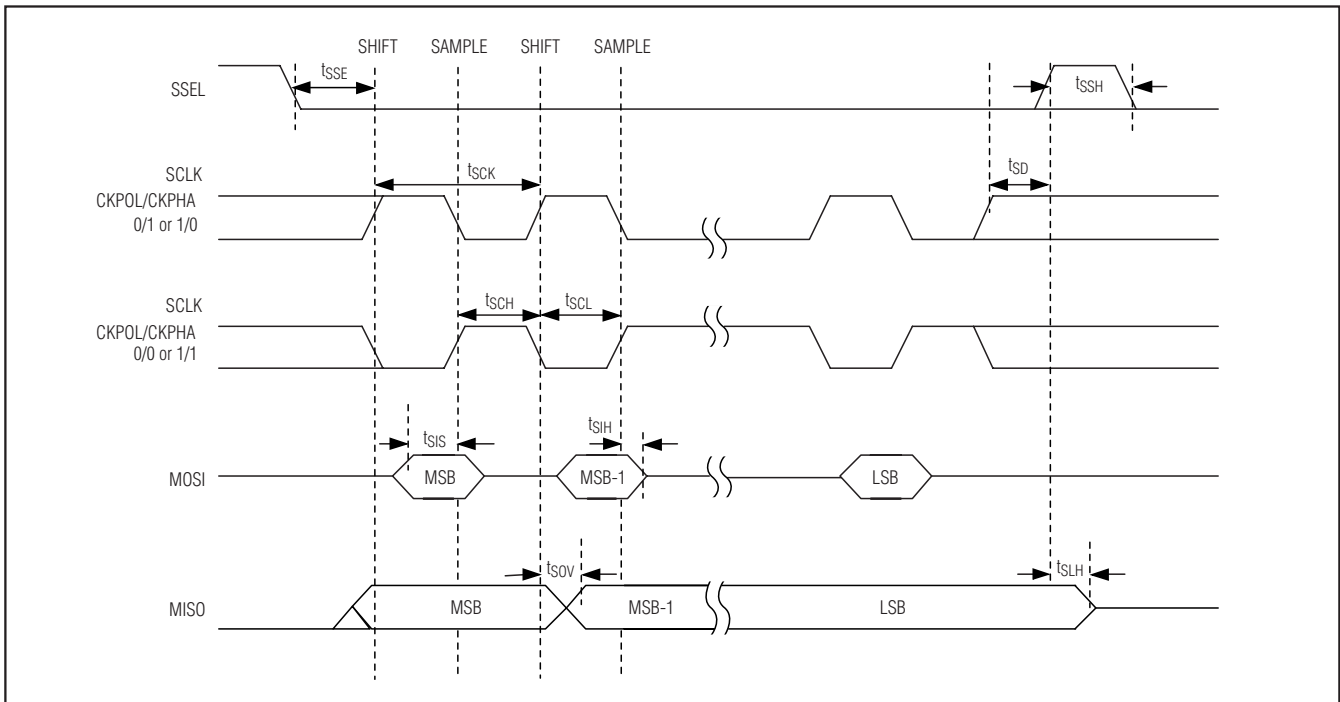 SHIFT SAMPLE SHIFT SAMPLE
tSSE
SSEL
tSSH
SCLK
CKPOL/CKPHA
0/1 or 1/0
tSCK
tSD
SCLK
CKPOL/CKPHA
0/0 or 1/1
tSCH tSCL
tSIS
tSIH
MOSI
MSB MSB-1 LSB
tSOV
tSLH
MISO
MSB MSB-1 LSB